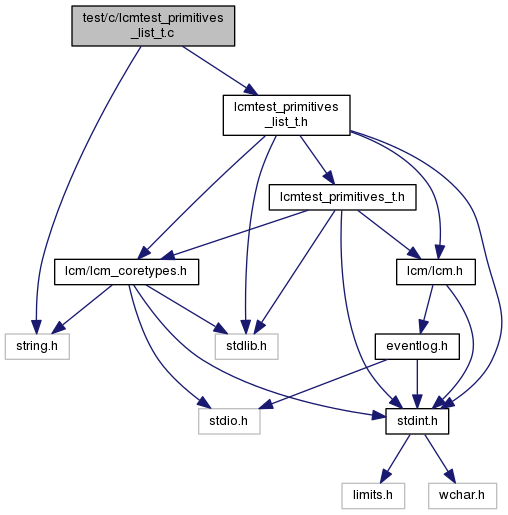 test/c/lcmtest_primitives
_list_t.c
lcmtest_primitives
_list_t.h
lcmtest_primitives_t.h
lcm/lcm_coretypes.h
lcm/lcm.h
string.h
stdlib.h
eventlog.h
stdio.h
stdint.h
limits.h
wchar.h